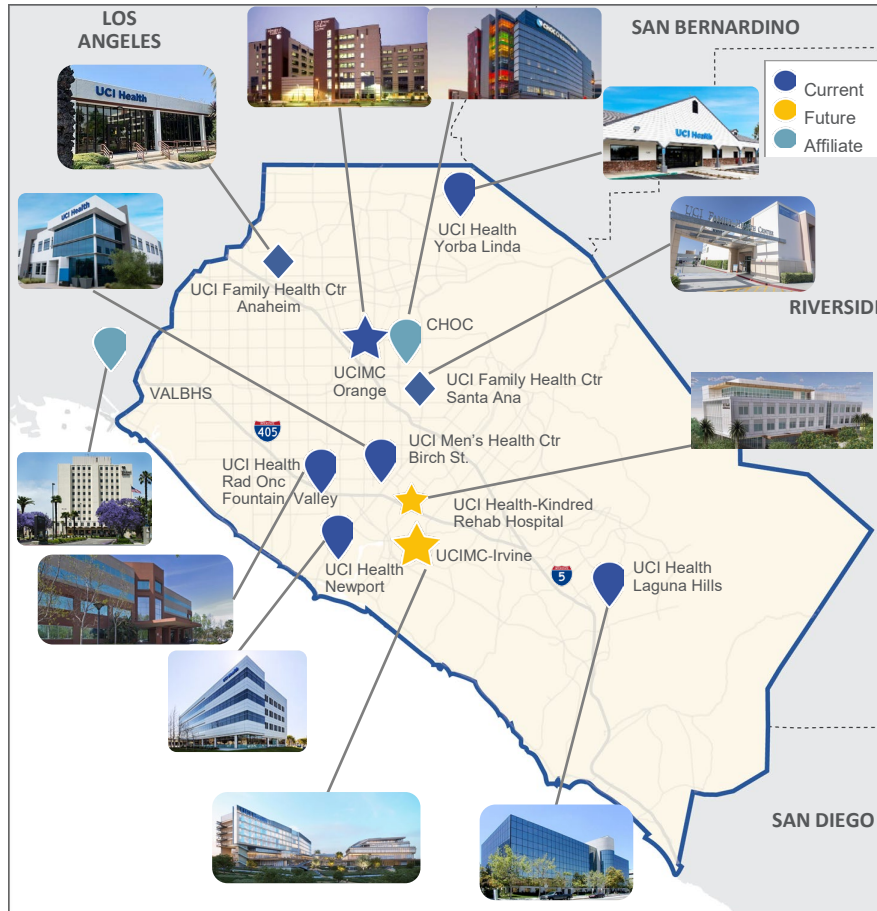 LOS
ANGELES
SAN BERNARDINO
Current
Future
Affiliate
UCI Health
UCI Health
UCI Health
UCI Health
Yorba Linda
UCI Family Health Ctr
Anaheim
RIVERSID
CHOC
UCIMC
Orange
UCI Family Health Ctr
Santa Ana
VALBHS
405
UCI Men's Health Ctr
Birch St.
UCI Health
Rad Onc
Fountain Valley
UCI Health-Kindred
Rehab Hospital
UCIMC-Irvine
UCI Health
Newport
5
UCI Health
Laguna Hills
UCI Health
SAN DIEGO